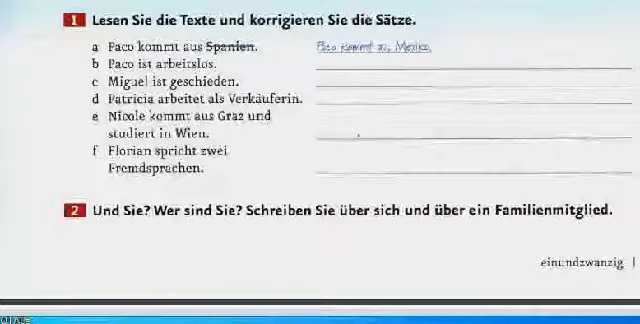 1 Lesen Sie die Texte und korrigieren Sie die Sätze.
a Paco kommt aus Spanien. Paco kommt aus Mexiko.
b Paco ist arbeitslos.
c Miguel ist geschieden.
d Patricia arbeitet als Verkäuferin.
e Nicole kommt aus Graz und
studiert in Wien.
f Florian spricht zwei
Fremdsprachen.
2 Und Sie? Wer sind Sie? Schreiben Sie über sich und über ein Familienmitglied.
einundzwanzig